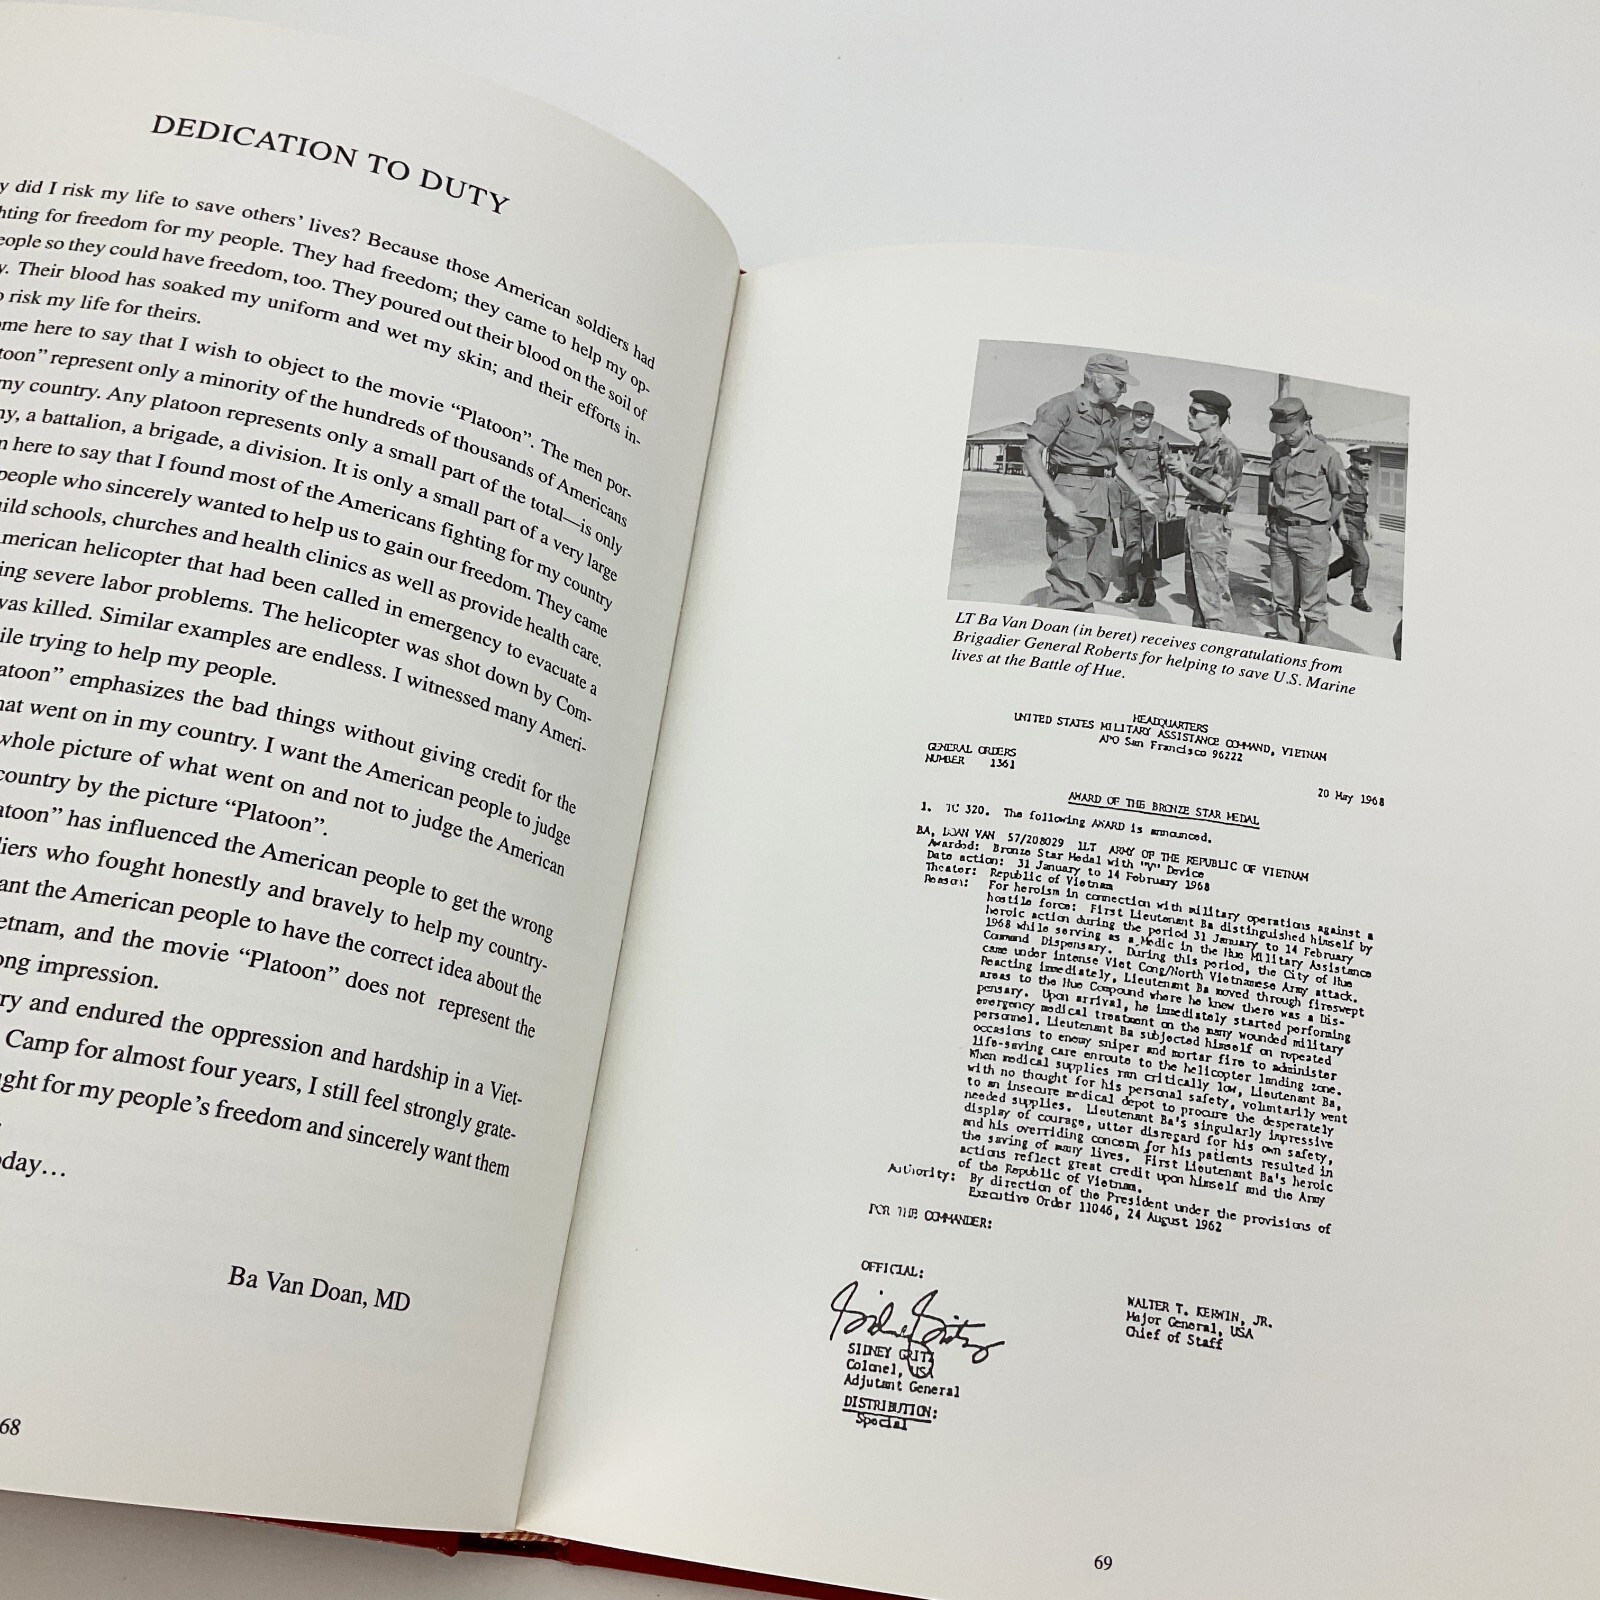 DEDICATION TO DUTY
y did I risk my life to save others' lives? Because those American soldiers had
hting for freedom for my people. They had freedom; they came to help my op-
eople so they could have freedom, too. They poured out their blood on the soil of
y. Their blood has soaked my uniform and wet my skin; and their efforts in-
o risk my life for theirs.
ome here to say that I wish to object to the movie "Platoon". The men por-
toon" represent only a minority of the hundreds of thousands of Americans
my country. Any platoon represents only a small part of the total—is only
ny, a battalion, a brigade, a division. It is only a small part of a very large
n here to say that I found most of the Americans fighting for my country
people who sincerely wanted to help us to gain our freedom. They came
uild schools, churches and health clinics as well as provide health care.
merican helicopter that had been called in emergency to evacuate a
ing severe labor problems. The helicopter was shot down by Com-
was killed. Similar examples are endless. I witnessed many Ameri-
ile trying to help my people.
atoon" emphasizes the bad things without giving credit for the
hat went on in my country. I want the American people to judge
whole picture of what went on and not to judge the American
country by the picture "Platoon".
atoon" has influenced the American people to get the wrong
liers who fought honestly and bravely to help my country-
ant the American people to have the correct idea about the
etnam, and the movie "Platoon" does not represent the
ong impression.
ry and endured the oppression and hardship in a Viet-
Camp for almost four years, I still feel strongly grate-
ught for my people's freedom and sincerely want them
oday...
Ba Van Doan, MD
68
LT Ba Van Doan (in beret) receives congratulations from
Brigadier General Roberts for helping to save U.S. Marine
lives at the Battle of Hue.
HEADQUARTERS
UNITED STATES MILITARY ASSISTANCE COMMAND, VIETNAM
APO San Francisco 96222
GENERAL ORDERS
NUMBER 1361
20 May 1968
AWARD OF THE BRONZE STAR MEDAL
1. TC 320. The following AWARD is announced.
BA, DOAN VAN 57/208029 1LT ARMY OF THE REPUBLIC OF VIETNAM
Awarded: Bronze Star Medal with "V" Device
Date action: 31 January to 14 February 1968
Theater: Republic of Vietnam
Reason: For heroism in connection with military operations against a
hostile force: First Lieutenant Ba distinguished himself by
heroic action during the period 31 January to 14 February
1968 while serving as a Medic in the Hue Military Assistance
Command Dispensary. During this period, the City of Hue
came under intense Viet Cong/North Vietnamese Army attack.
Reacting immediately, Lieutenant Ba moved through fireswept
areas to the Hue Compound where he knew there was a Dis-
pensary. Upon arrival, he immediately started performing
emergency medical treatment on the many wounded military
personnel. Lieutenant Ba subjected himself on repeated
occasions to enemy sniper and mortar fire to administer
life-saving care enroute to the helicopter landing zone.
When medical supplies ran critically low, Lieutenant Ba,
with no thought for his personal safety, voluntarily went
to an insecure medical depot to procure the desperately
needed supplies. Lieutenant Ba's singularly impressive
display of courage, utter disregard for his own safety,
and his overriding concern for his patients resulted in
the saving of many lives. First Lieutenant Ba's heroic
actions reflect great credit upon himself and the Army
of the Republic of Vietnam.
Authority: By direction of the President under the provisions of
Executive Order 11046, 24 August 1962
FOR THE COMMANDER:
OFFICIAL:
Sidney Gritz
SIDNEY GRITZ
Colonel, USA
Adjutant General
WALTER T. KERWIN, JR.
Major General, USA
Chief of Staff
DISTRIBUTION:
Special
69